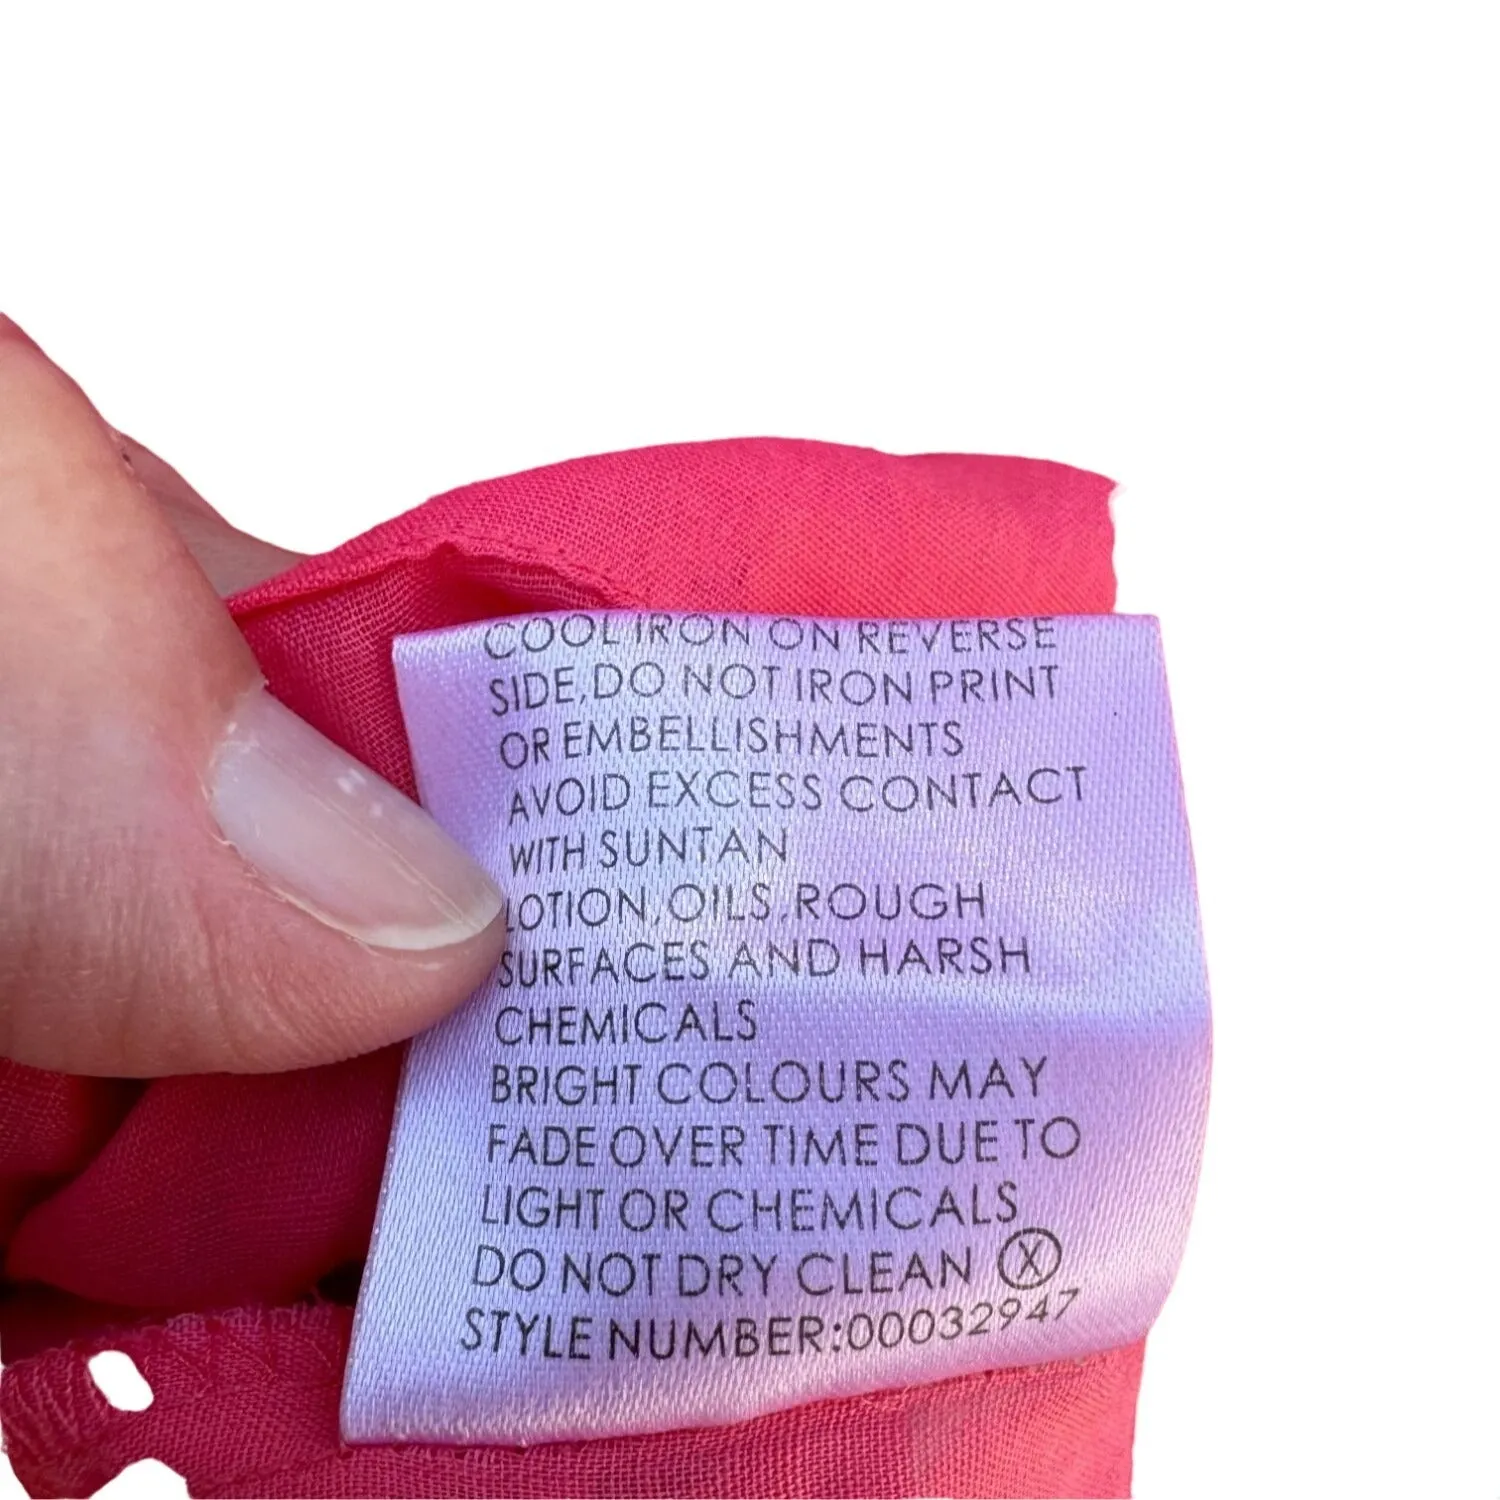 COOL IRON ON REVERSE
SIDE,DO NOT IRON PRINT
OR EMBELLISHMENTS
AVOID EXCESS CONTACT
WITH SUNTAN
LOTION,OILS,ROUGH
SURFACES AND HARSH
CHEMICALS
BRIGHT COLOURS MAY
FADE OVER TIME DUE TO
LIGHT OR CHEMICALS
DO NOT DRY CLEAN Ⓧ
STYLE NUMBER:00032947